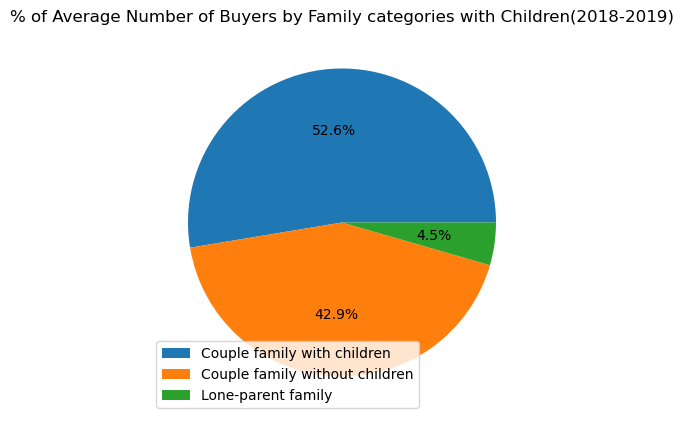 % of Average Number of Buyers by Family categories with Children(2018-2019)
52.6%
4.5%
42.9%
Couple family with children
Couple family without children
Lone-parent family